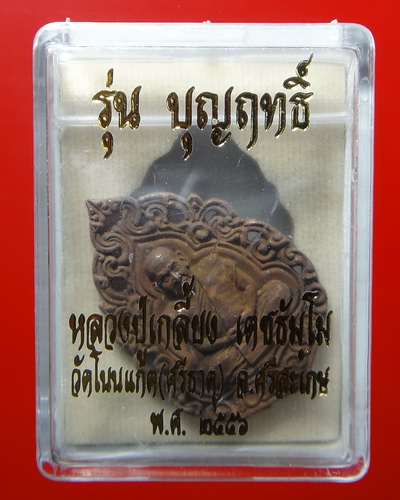 รุ่น บุญฤทธิ์
หลวงปู่เกลี้ยง เตชธัมฺโม
วัดโนนแก้ด(ศรีธาตุ) จ.ศรีสะเกษ
พ.ศ. ๒๕๕๖